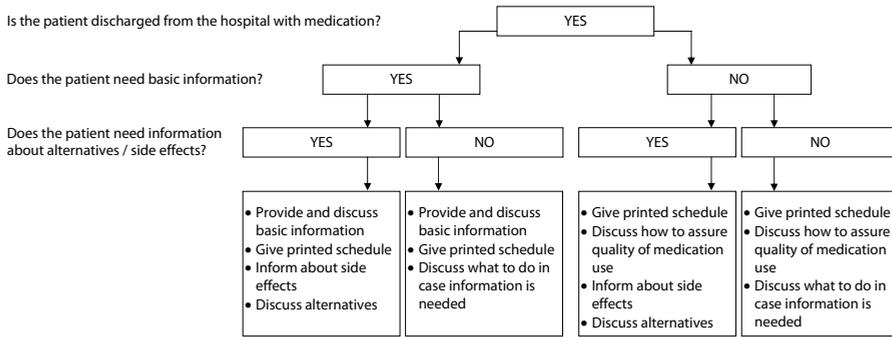 Is the patient discharged from the hospital with medication?
YES
Does the patient need basic information?
YES
NO
Does the patient need information
about alternatives / side effects?
YES
NO
YES
NO
• Provide and discuss
basic information
• Give printed schedule
• Inform about side
effects
• Discuss alternatives
• Provide and discuss
basic information
• Give printed schedule
• Discuss what to do in
case information is
needed
• Give printed schedule
• Discuss how to assure
quality of medication
use
• Inform about side
effects
• Discuss alternatives
• Give printed schedule
• Discuss how to assure
quality of medication
use
• Discuss what to do in
case information is
needed